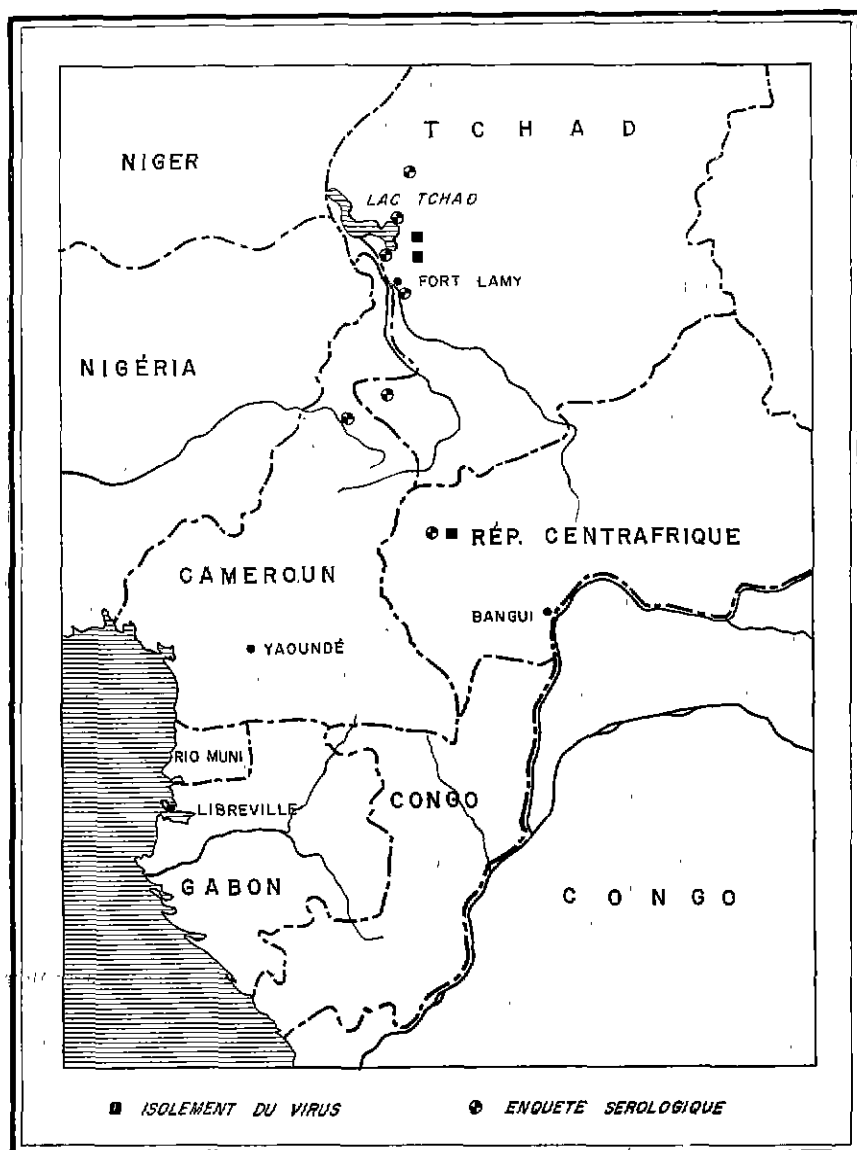 T C H A D
NIGER
LAC TCHAD
FORT LAMY
NIGÉRIA
RÉP. CENTRAFRIQUE
CAMEROUN
BANGUI
YAOUNDÉ
RIO MUNI
CONGO
LIBREVILLE
GABON
C O N G O
ISOLEMENT DU VIRUS
ENQUETE SEROLOGIQUE